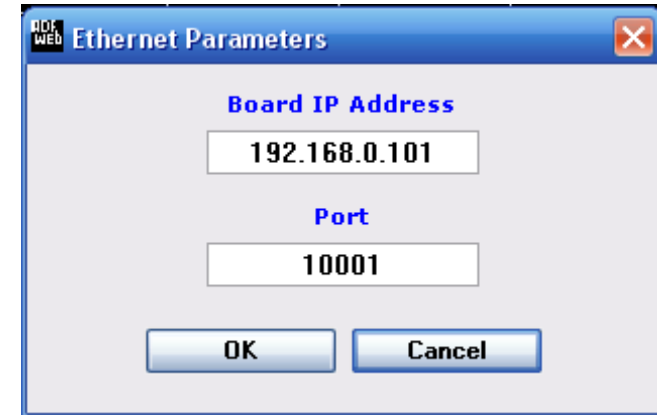 ADF
WEB Ethernet Parameters
Board IP Address
192.168.0.101
Port
10001
OK Cancel